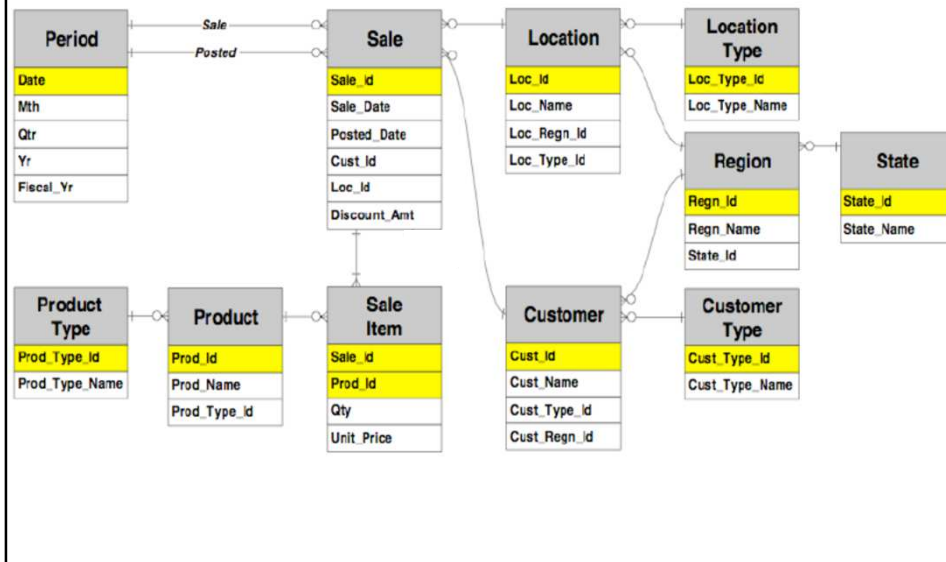 Period
Date
Mth
Qtr
Yr
Fiscal_Yr
Sale
Posted
Sale
Sale_Id
Sale_Date
Posted_Date
Cust_Id
Loc_Id
Discount_Amt
Location
Loc_Id
Loc_Name
Loc_Regn_Id
Loc_Type_Id
Location
Type
Loc_Type_Id
Loc_Type_Name
Region
Regn_Id
Regn_Name
State_Id
State
State_Id
State_Name
Product
Type
Prod_Type_Id
Prod_Type_Name
Product
Prod_Id
Prod_Name
Prod_Type_Id
Sale
Item
Sale_Id
Prod_Id
Qty
Unit_Price
Customer
Cust_Id
Cust_Name
Cust_Type_Id
Cust_Regn_Id
Customer
Type
Cust_Type_Id
Cust_Type_Name